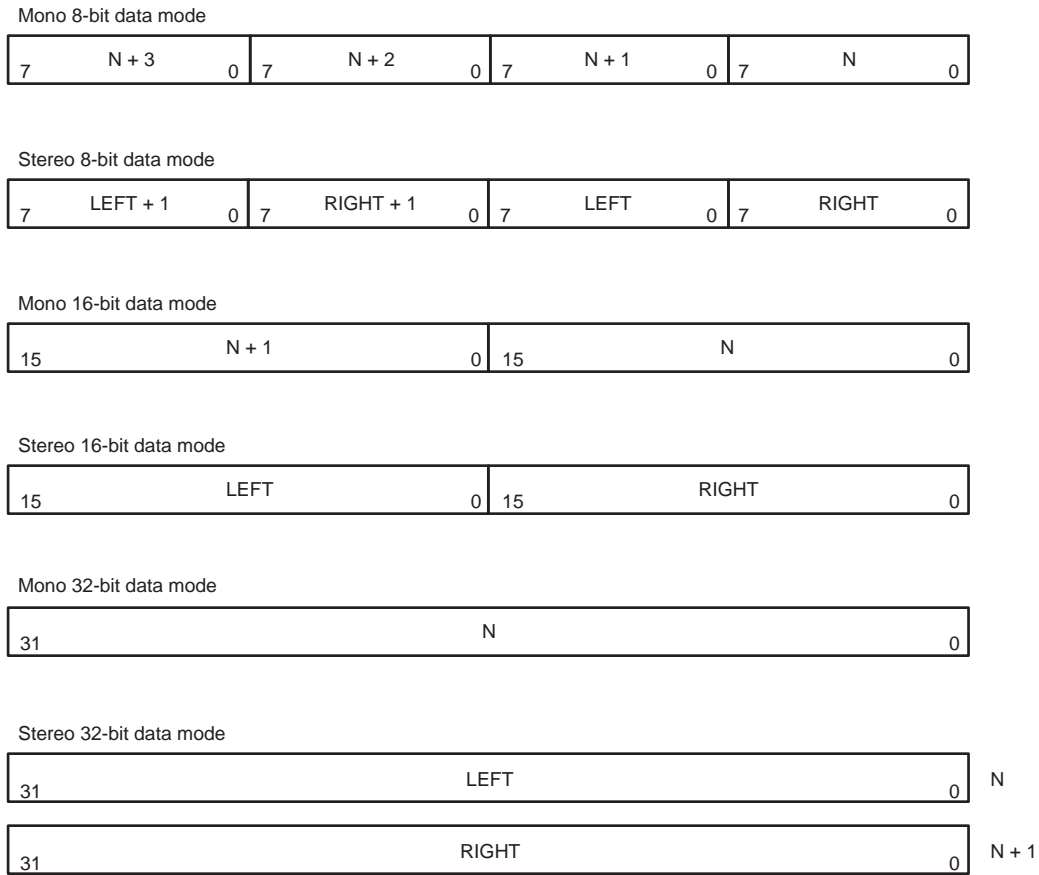 Mono 8-bit data mode
N + 3 N + 2 N + 1 N
7 0 7 0 7 0 7 0
Stereo 8-bit data mode
LEFT + 1 RIGHT + 1 LEFT RIGHT
7 0 7 0 7 0 7 0
Mono 16-bit data mode
N + 1 N
15 0 15 0
Stereo 16-bit data mode
LEFT RIGHT
15 0 15 0
Mono 32-bit data mode
N
31 0
Stereo 32-bit data mode
LEFT N
31 0
RIGHT N + 1
31 0